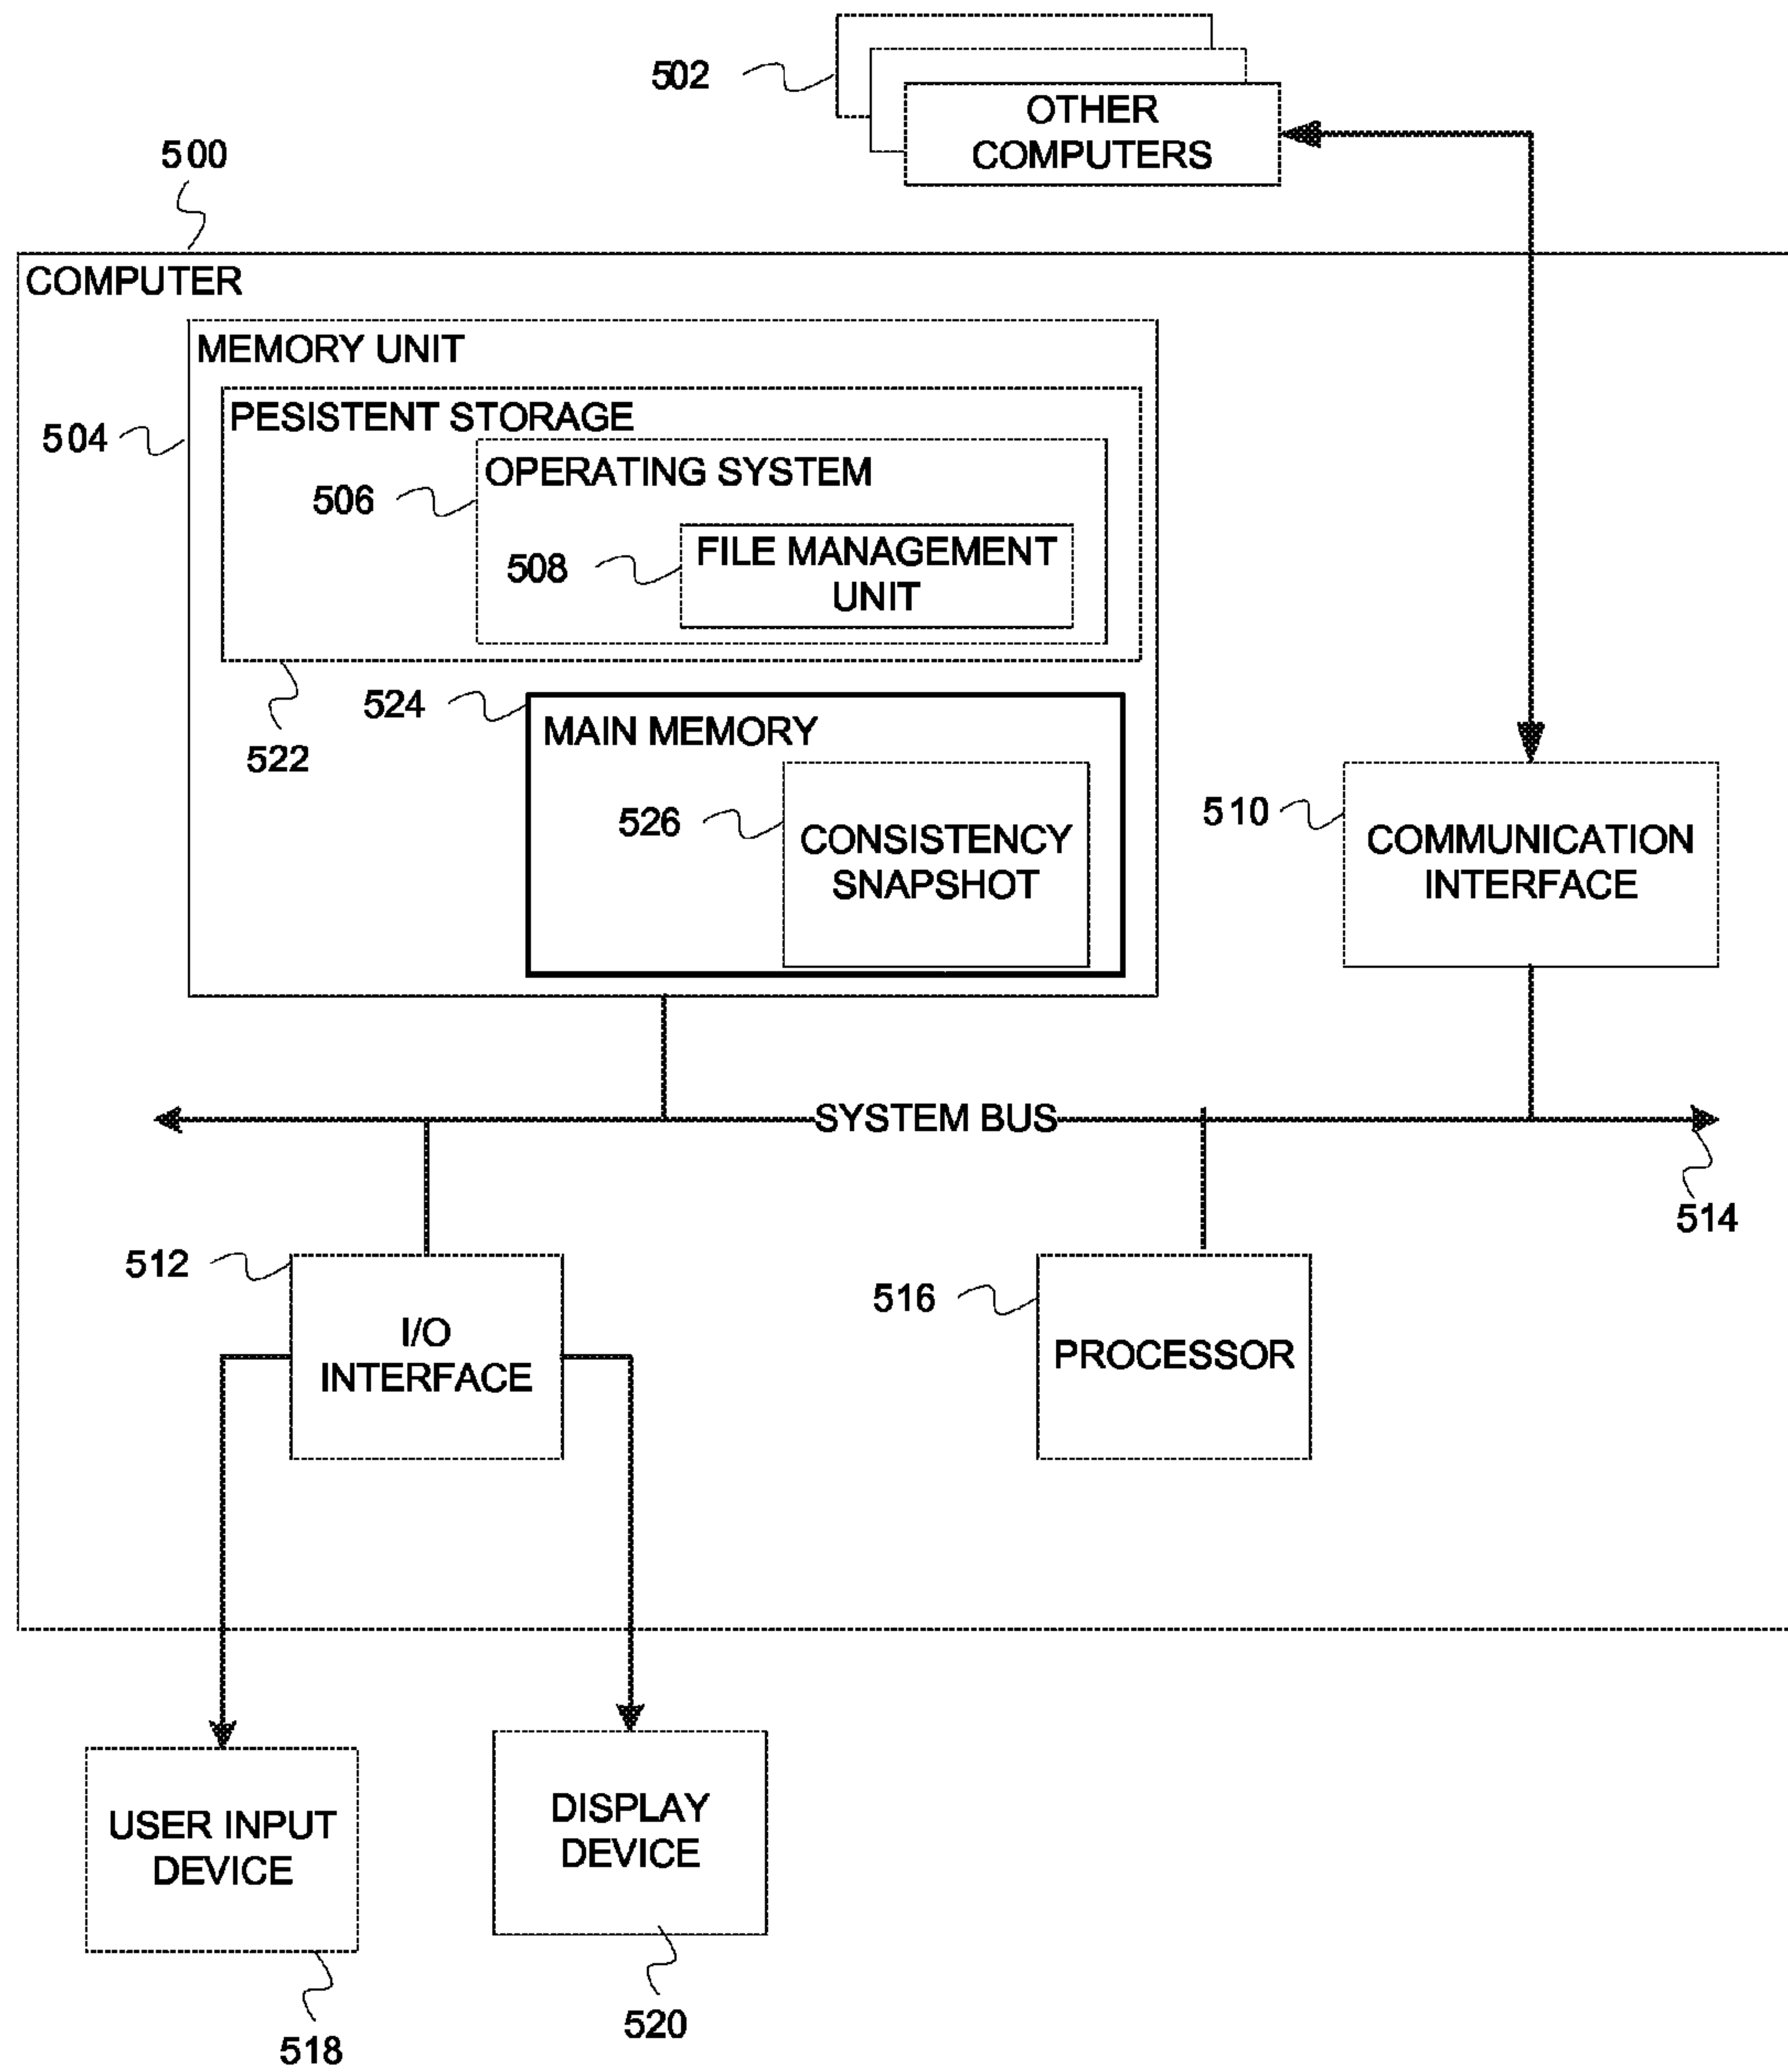 502
OTHER
COMPUTERS
500
COMPUTER
MEMORY UNIT
PESISTENT STORAGE
504
OPERATING SYSTEM
506
FILE MANAGEMENT
UNIT
508
524
MAIN MEMORY
522
526
CONSISTENCY
SNAPSHOT
510
COMMUNICATION
INTERFACE
SYSTEM BUS
514
512
I/O
INTERFACE
516
PROCESSOR
USER INPUT
DEVICE
DISPLAY
DEVICE
518
520